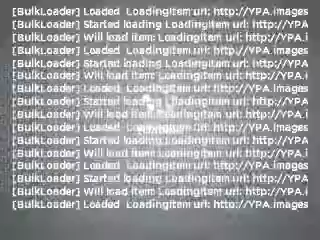 [BulkLoader] Loaded LoadingItem url: http://YPA.images
[BulkLoader] Started loading LoadingItem url: http://YPA
[BulkLoader] Will load item: LoadingItem url: http://YPA.i
[BulkLoader] Loaded LoadingItem url: http://YPA.images
[BulkLoader] Started loading LoadingItem url: http://YPA
[BulkLoader] Will load item: LoadingItem url: http://YPA.i
[BulkLoader] Loaded LoadingItem url: http://YPA.images
[BulkLoader] Started loading LoadingItem url: http://YPA
[BulkLoader] Will load item: LoadingItem url: http://YPA.i
[BulkLoader] Loaded LoadingItem url: http://YPA.images
[BulkLoader] Started loading LoadingItem url: http://YPA
[BulkLoader] Will load item: LoadingItem url: http://YPA.i
[BulkLoader] Loaded LoadingItem url: http://YPA.images
[BulkLoader] Started loading LoadingItem url: http://YPA
[BulkLoader] Will load item: LoadingItem url: http://YPA.i
[BulkLoader] Loaded LoadingItem url: http://YPA.images